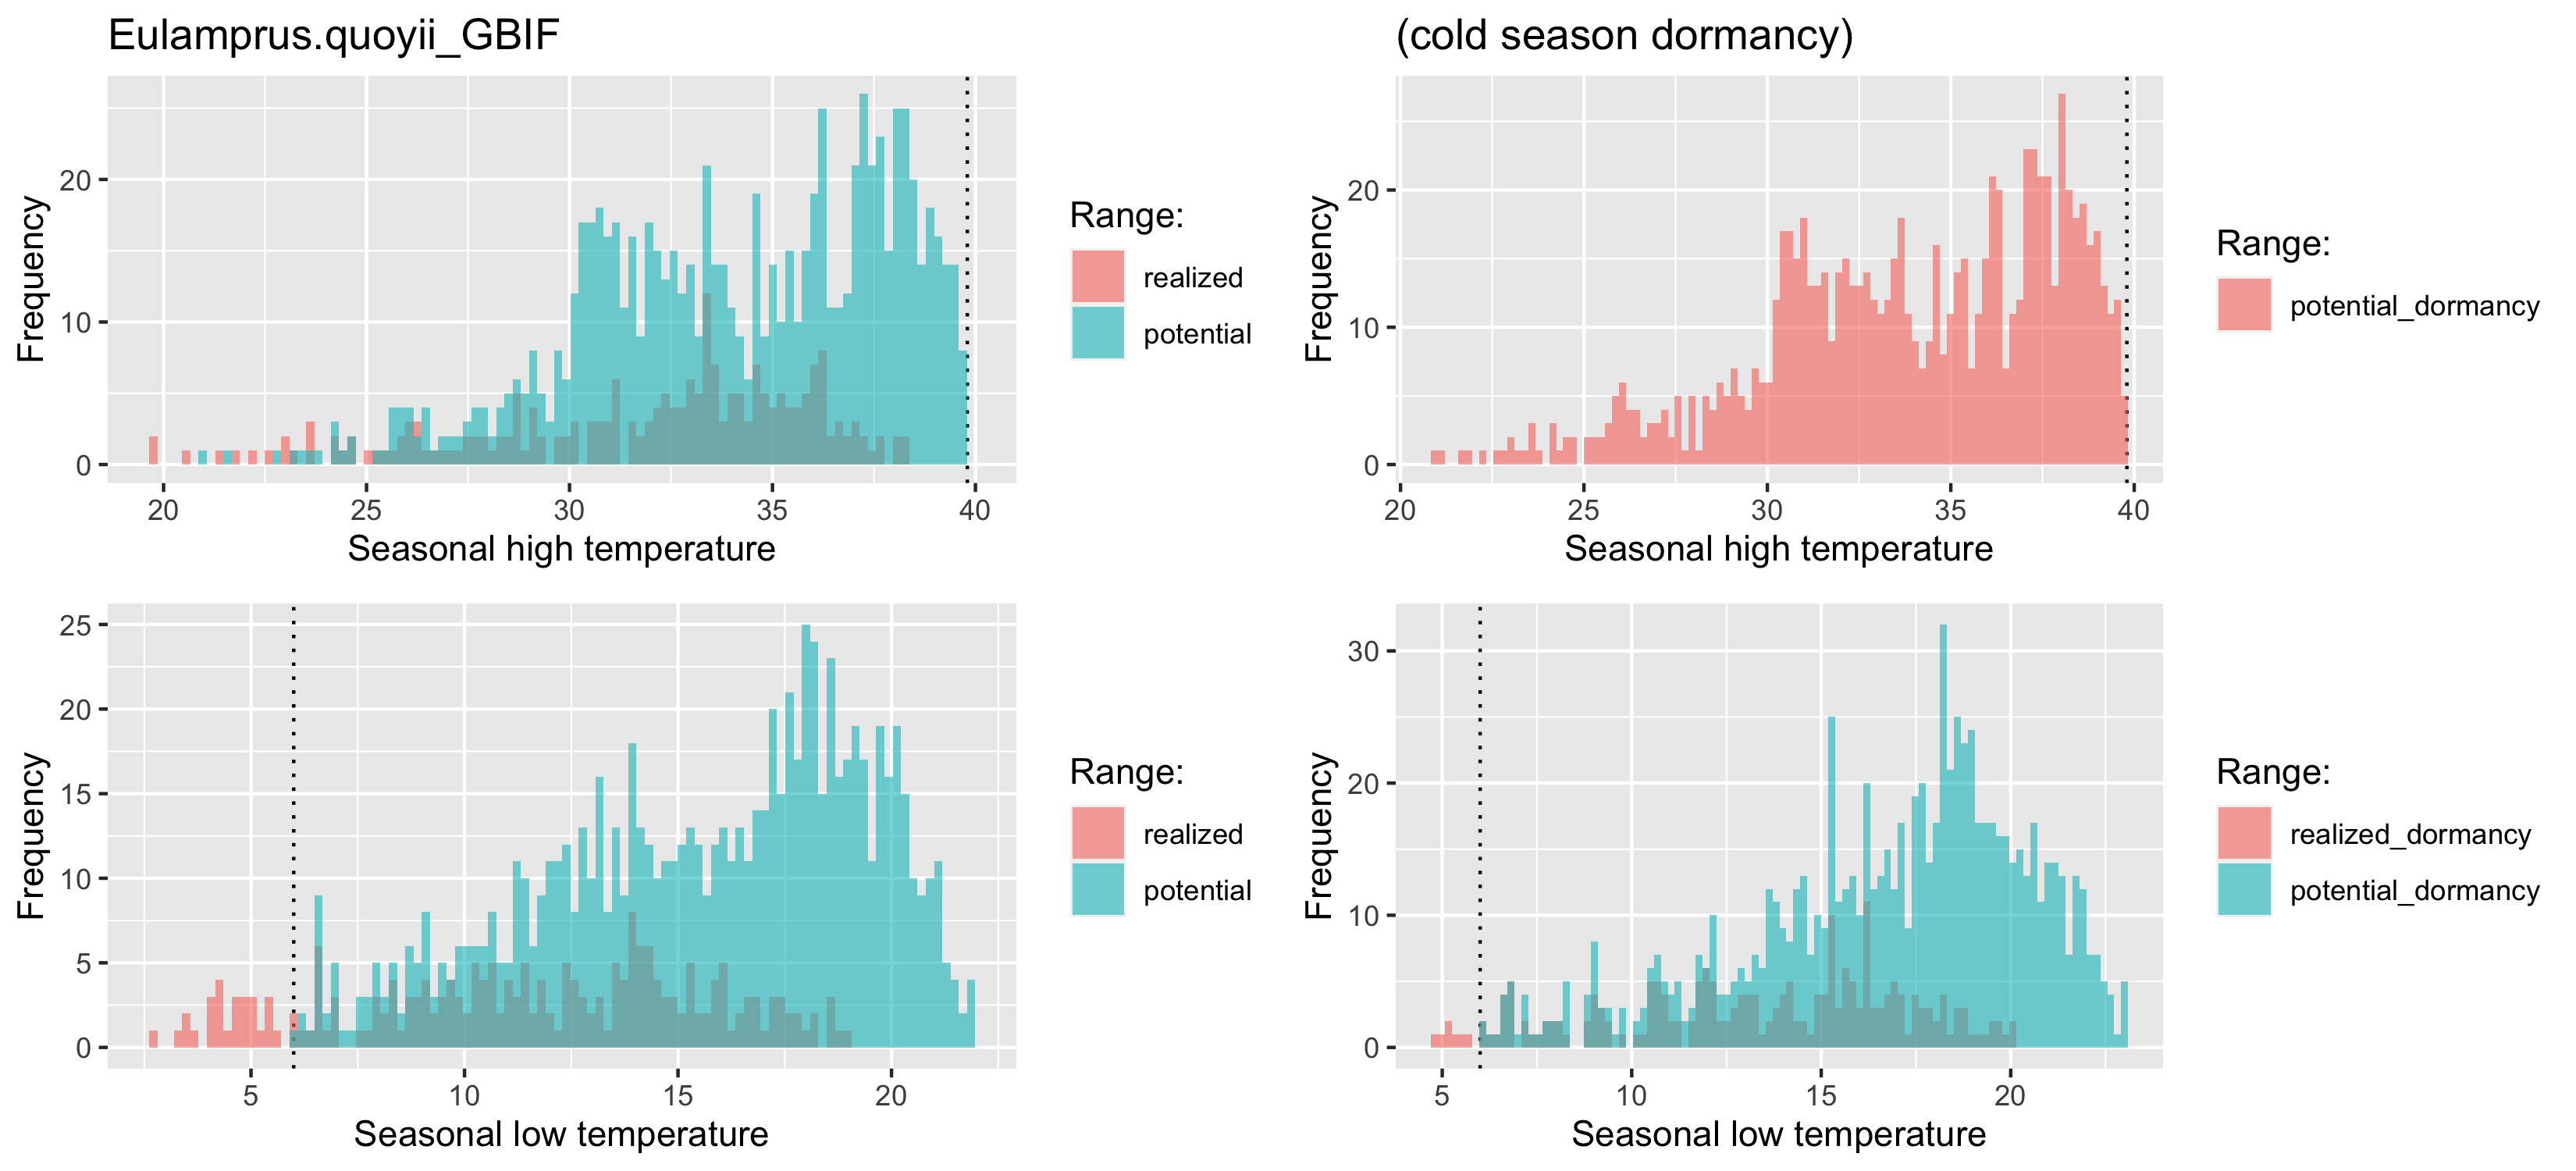 Eulamprus.quoyii_GBIF
(cold season dormancy)
Frequency
20
10
0
20
25
30
35
40
Seasonal high temperature
Range:
realized
potential
Frequency
20
10
0
20
25
30
35
40
Seasonal high temperature
Range:
potential_dormancy
Frequency
25
20
15
10
5
0
5
10
15
20
Seasonal low temperature
Range:
realized
potential
Frequency
30
20
10
0
5
10
15
20
Seasonal low temperature
Range:
realized_dormancy
potential_dormancy